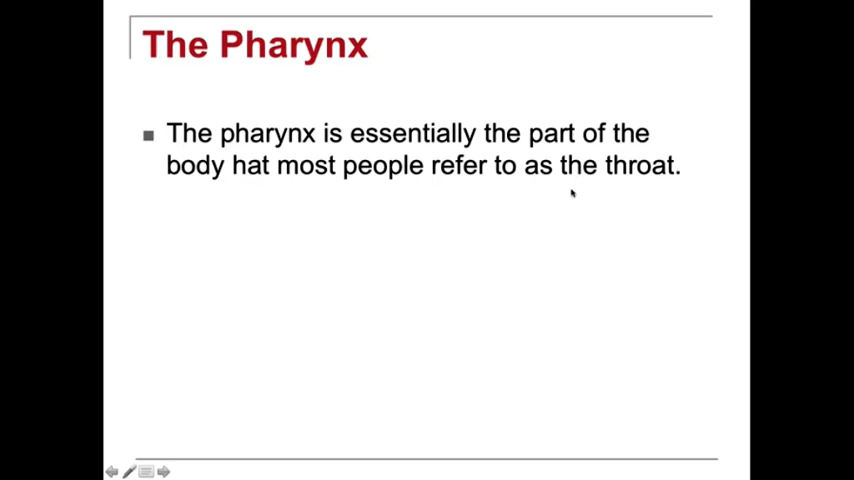 The Pharynx
The pharynx is essentially the part of the
body hat most people refer to as the throat.